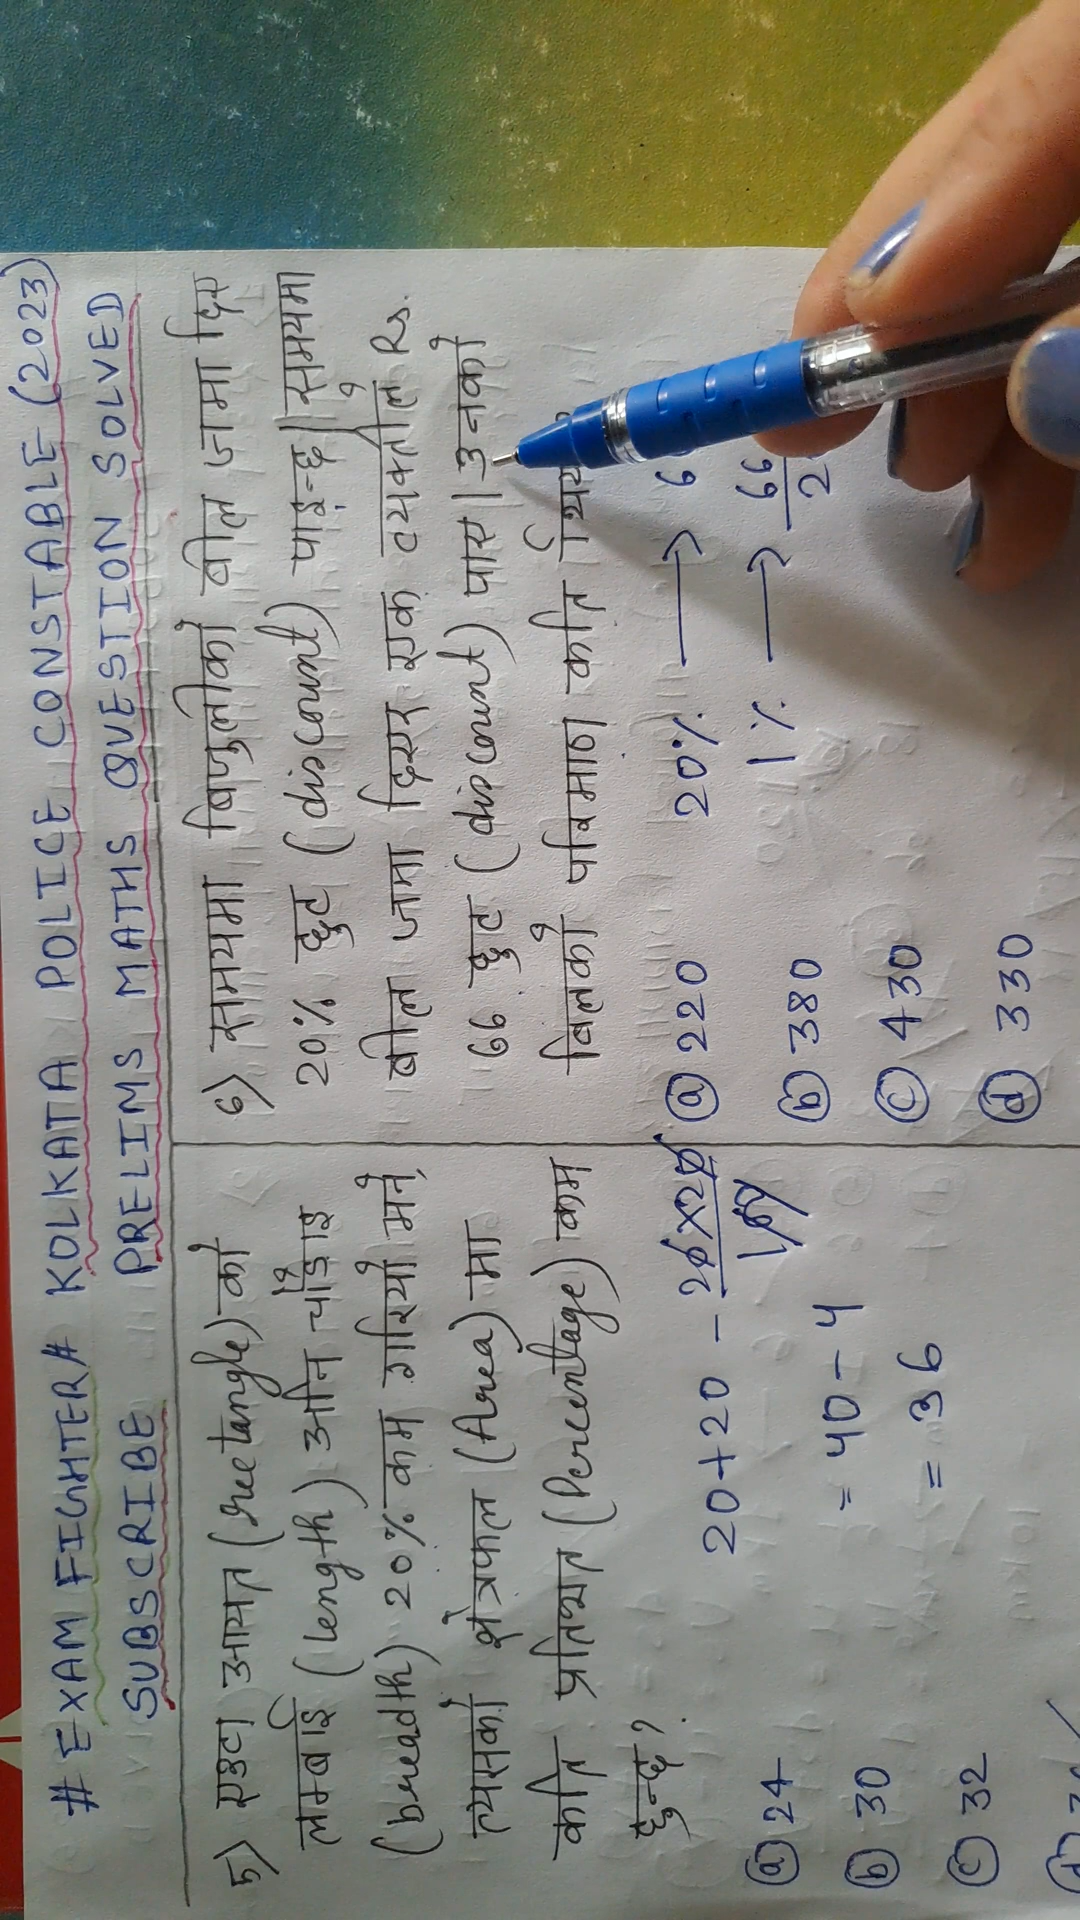 # EXAM FIGHTER # KOLKATA POLICE CONSTABLE (2023)
SUBSCRIBE PRELIMS MATHS QUESTION SOLVED
5) एउटा आयत (rectangle) को
लम्बाई (length) अनि चौंडाइ
(breadth) 20% कम गरियो भने,
त्यसको क्षेत्रफल (Area) मा
कति प्रतिशत (Percentage) कम
हुन्छ?
20+20 - 20×20/100
= 40 - 4
= 36
(a) 24
(b) 30
(c) 32
(d)
6) समयमा बिजुलीको बील जमा दिए
20% छुट (discount) पाइन्छ। समयमा
बील जमा दिएर एक व्यक्तिले Rs.
66 छुट (discount) पाए। उनको
बिलको परिमाण कति
20% → 6
1% → 66/2
(a) 220
(b) 380
(c) 430
(d) 330